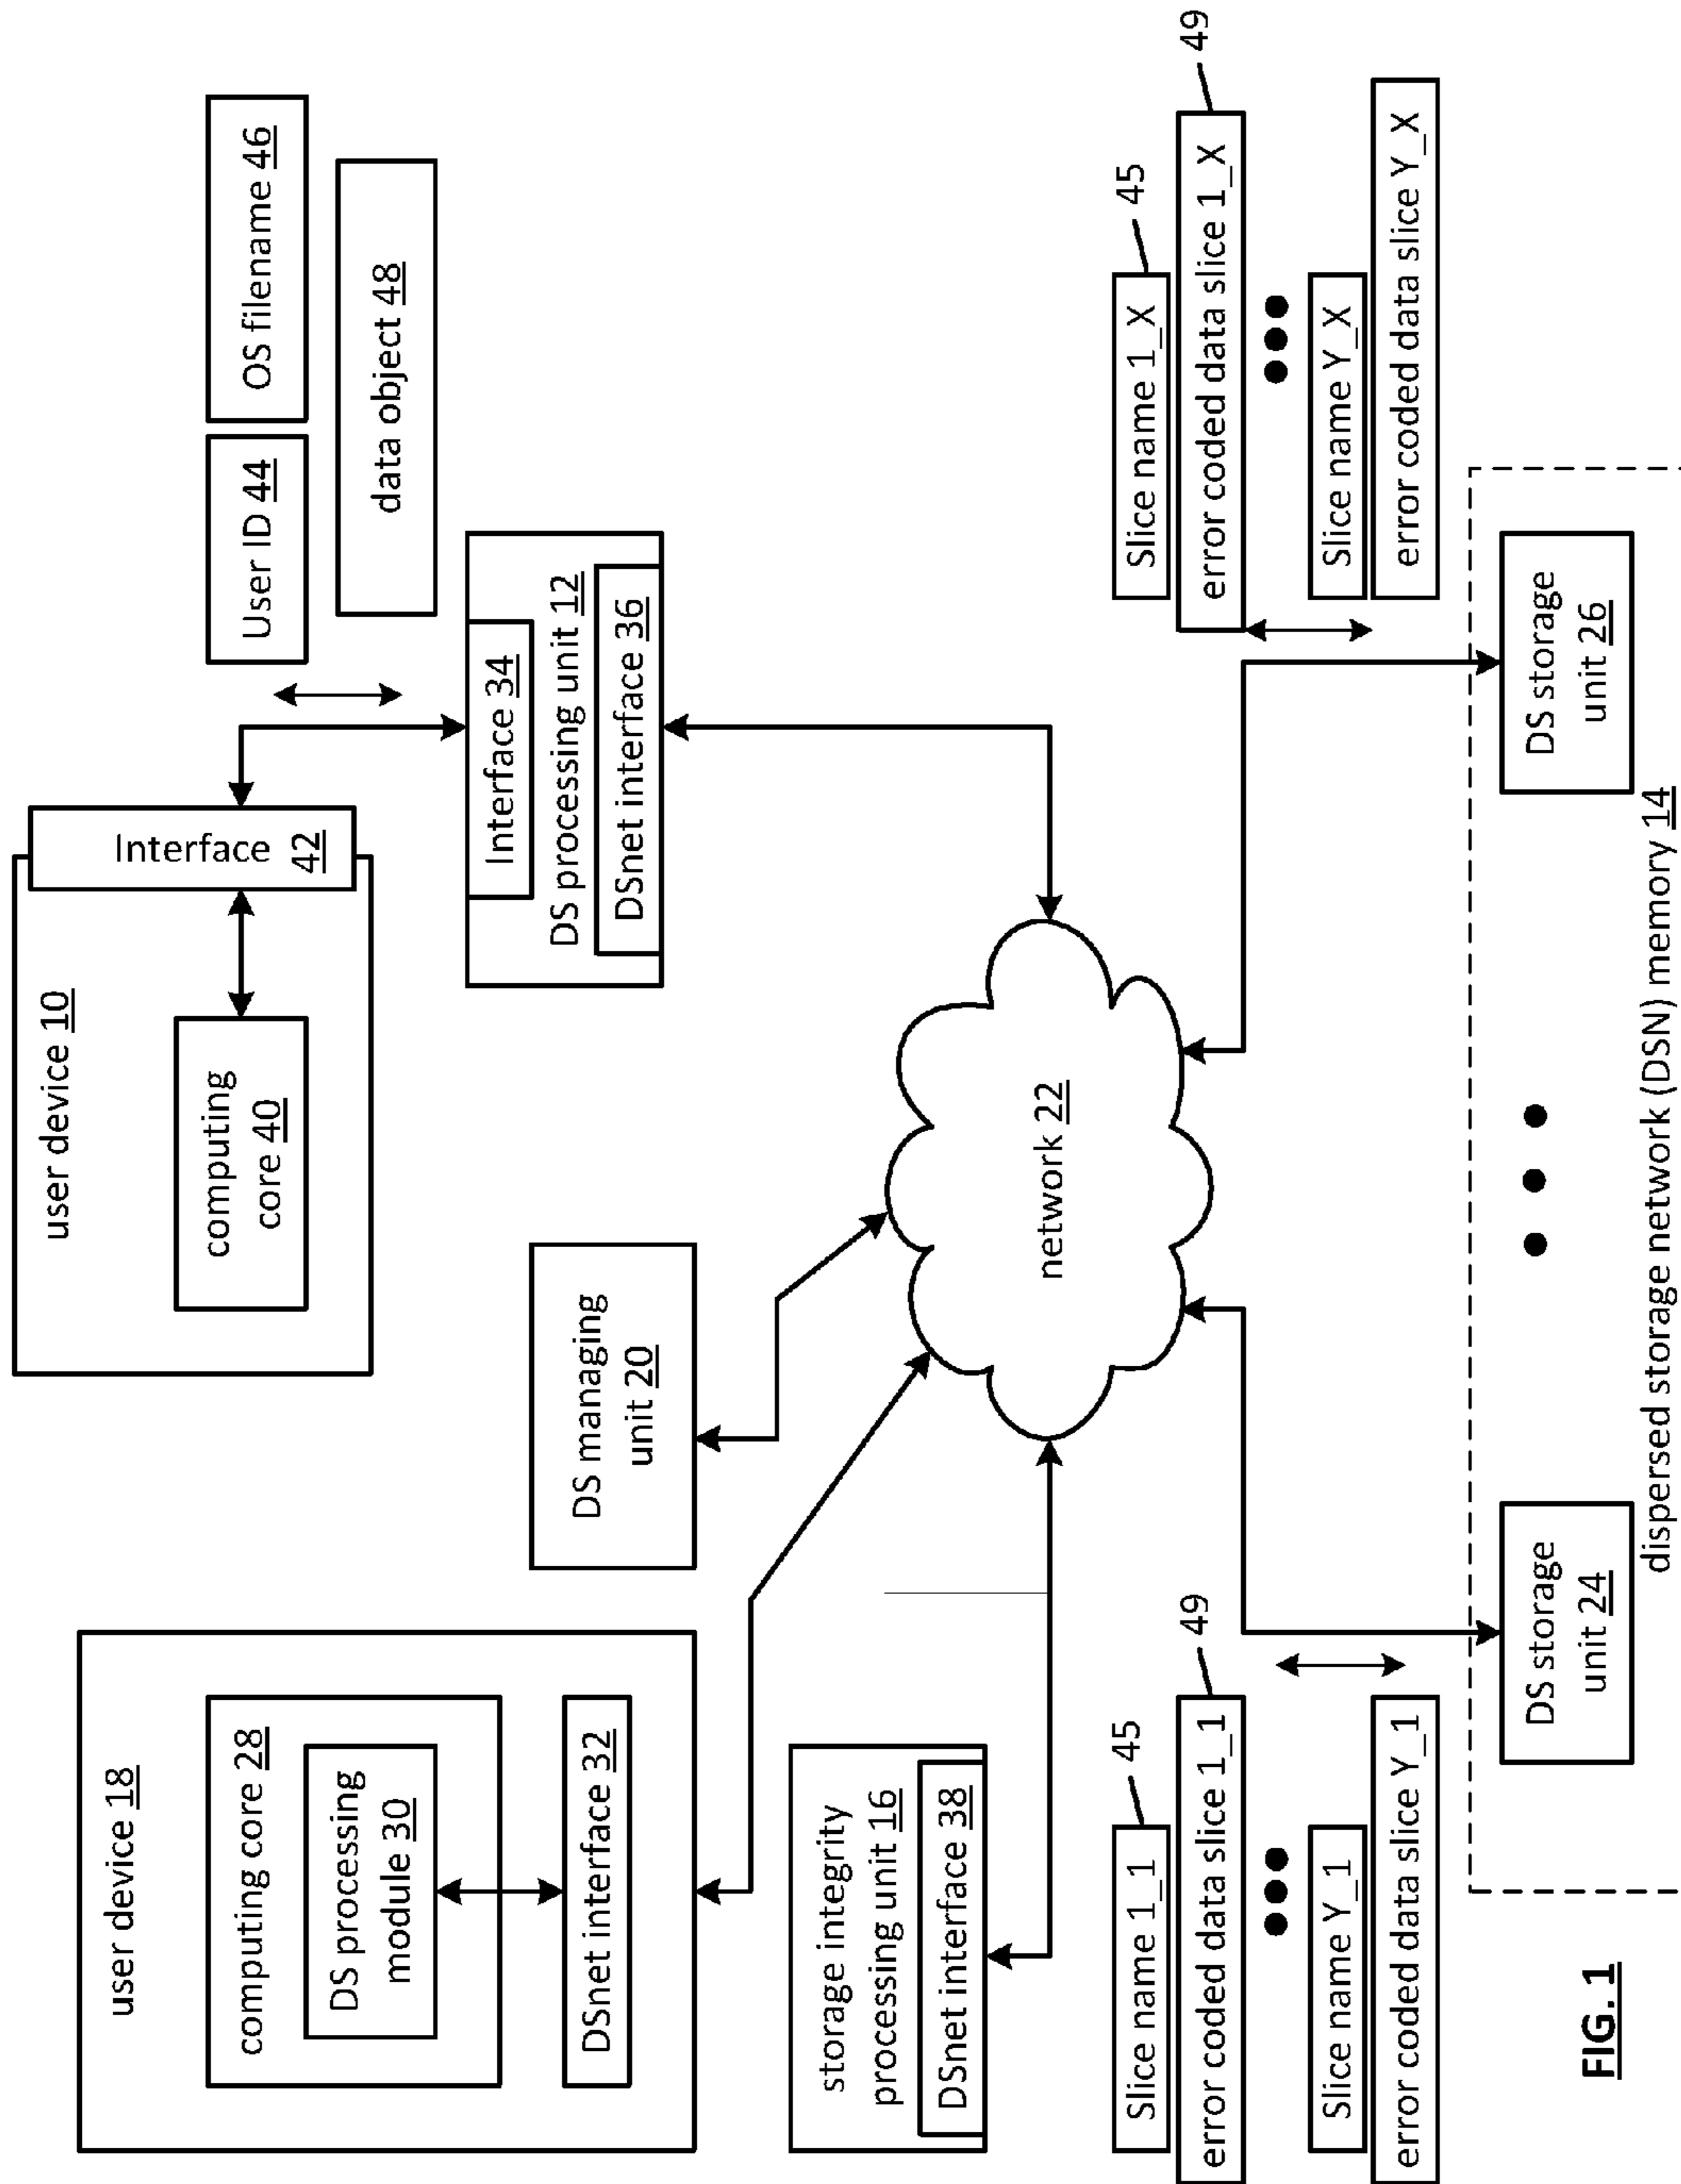 user device 18
computing core 28
DS processing
module 30
DSnet interface 32
user device 10
computing
core 40
Interface
42
User ID 44
OS filename 46
data object 48
DS managing
unit 20
Interface 34
DS processing unit 12
DSnet interface 36
storage integrity
processing unit 16
DSnet interface 38
network 22
45
Slice name 1_1
49
error coded data slice 1_1
Slice name Y_1
error coded data slice Y_1
45
Slice name 1_X
49
error coded data slice 1_X
Slice name Y_X
error coded data slice Y_X
DS storage
unit 24
DS storage
unit 26
dispersed storage network (DSN) memory 14
FIG. 1